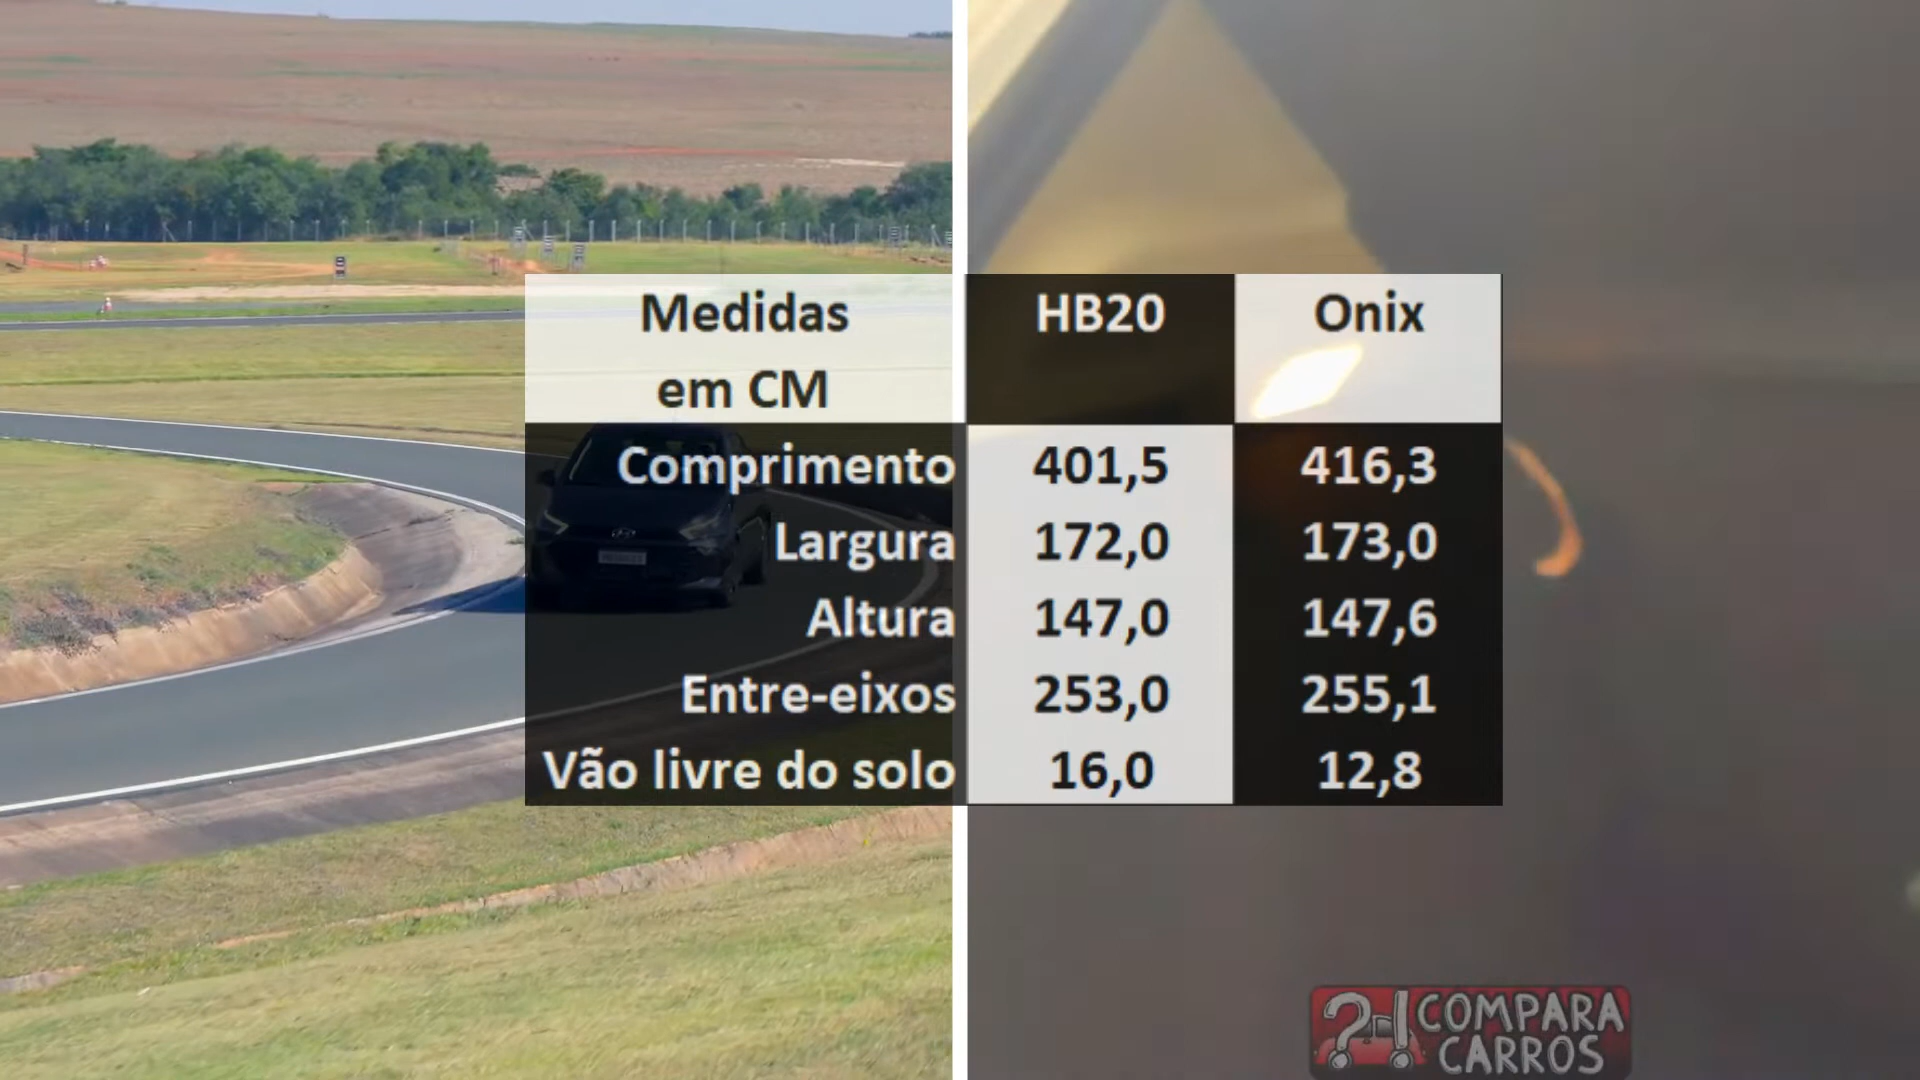 Medidas HB20 Onix
em CM
Comprimento 401,5 416,3
Largura 172,0 173,0
Altura 147,0 147,6
Entre-eixos 253,0 255,1
Vão livre do solo 16,0 12,8
?! COMPARA
CARROS